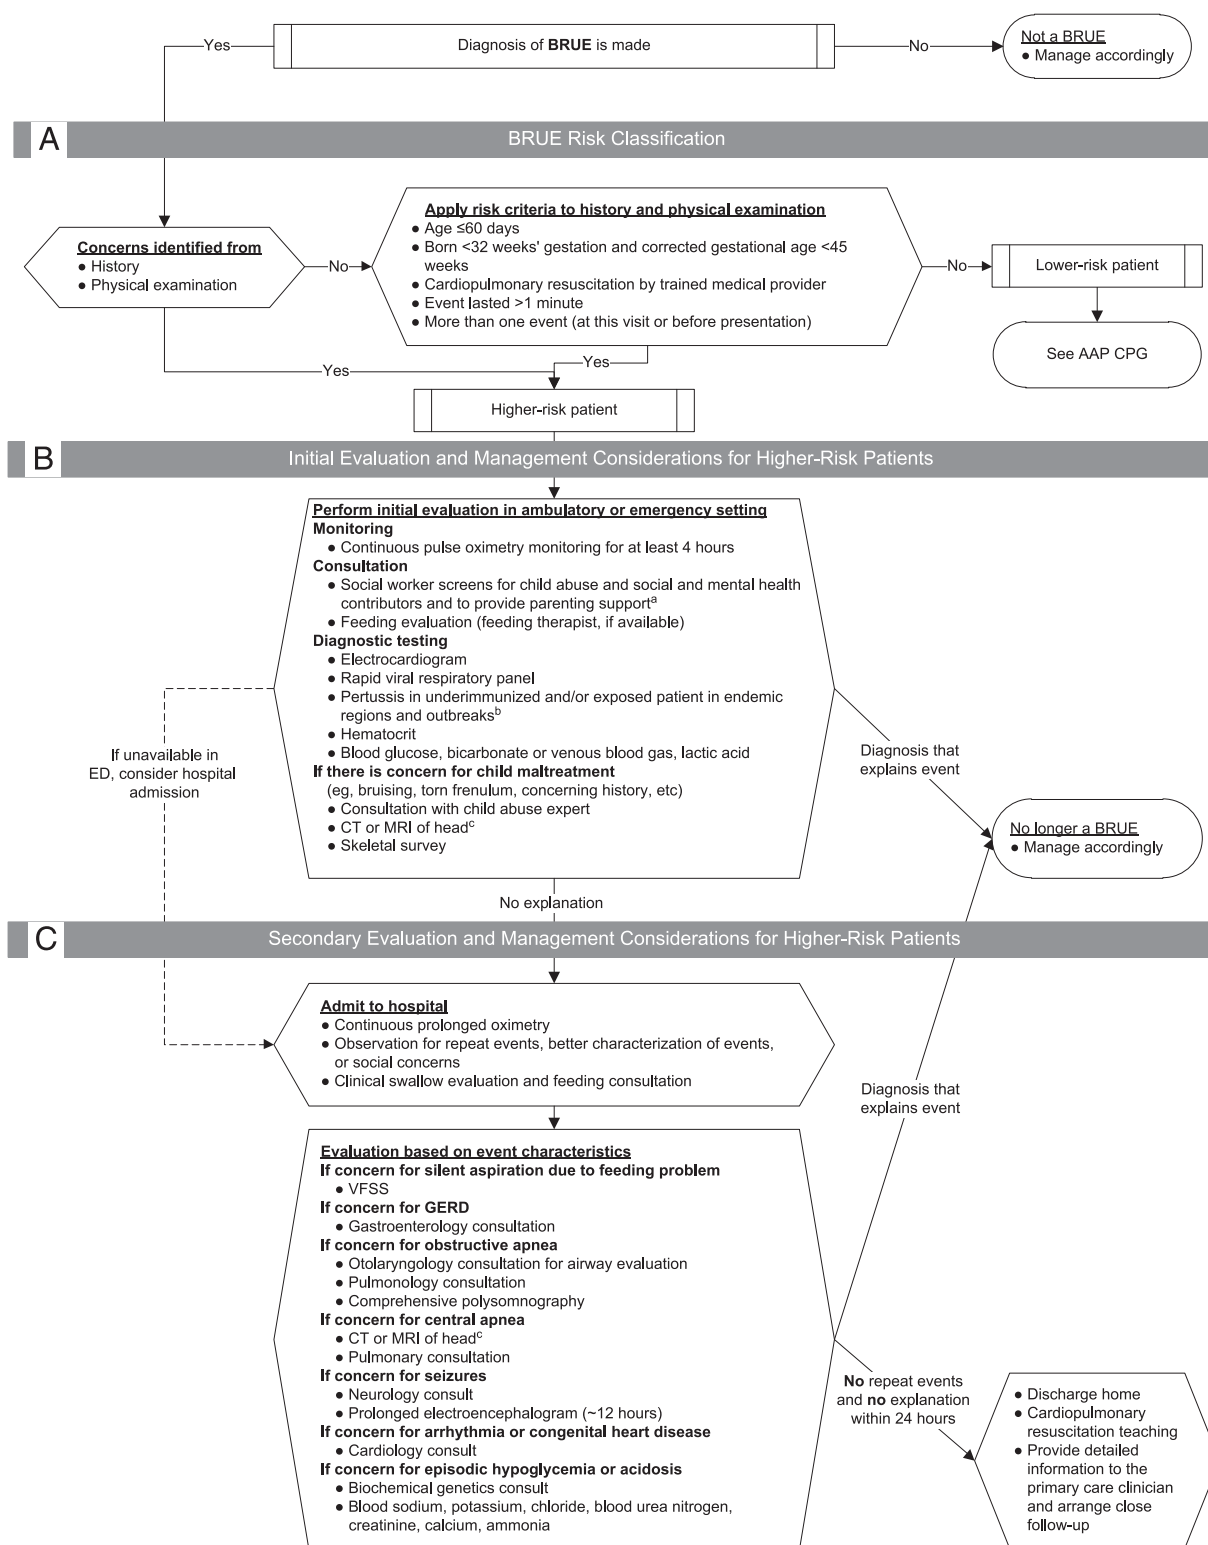 Yes
Diagnosis of BRUE is made
No
Not a BRUE
● Manage accordingly
A
BRUE Risk Classification
Concerns identified from
● History
● Physical examination
No
Apply risk criteria to history and physical examination
● Age ≤60 days
● Born <32 weeks' gestation and corrected gestational age <45
weeks
● Cardiopulmonary resuscitation by trained medical provider
● Event lasted >1 minute
● More than one event (at this visit or before presentation)
No
Lower-risk patient
See AAP CPG
Yes
Yes
Higher-risk patient
B
Initial Evaluation and Management Considerations for Higher-Risk Patients
Perform initial evaluation in ambulatory or emergency setting
Monitoring
● Continuous pulse oximetry monitoring for at least 4 hours
Consultation
● Social worker screens for child abuse and social and mental health
contributors and to provide parenting supportᵃ
● Feeding evaluation (feeding therapist, if available)
Diagnostic testing
● Electrocardiogram
● Rapid viral respiratory panel
● Pertussis in underimmunized and/or exposed patient in endemic
regions and outbreaksᵇ
● Hematocrit
● Blood glucose, bicarbonate or venous blood gas, lactic acid
If there is concern for child maltreatment
(eg, bruising, torn frenulum, concerning history, etc)
● Consultation with child abuse expert
● CT or MRI of headᶜ
● Skeletal survey
If unavailable in
ED, consider hospital
admission
Diagnosis that
explains event
No longer a BRUE
● Manage accordingly
No explanation
C
Secondary Evaluation and Management Considerations for Higher-Risk Patients
Admit to hospital
● Continuous prolonged oximetry
● Observation for repeat events, better characterization of events,
or social concerns
● Clinical swallow evaluation and feeding consultation
Diagnosis that
explains event
Evaluation based on event characteristics
If concern for silent aspiration due to feeding problem
● VFSS
If concern for GERD
● Gastroenterology consultation
If concern for obstructive apnea
● Otolaryngology consultation for airway evaluation
● Pulmonology consultation
● Comprehensive polysomnography
If concern for central apnea
● CT or MRI of headᶜ
● Pulmonary consultation
If concern for seizures
● Neurology consult
● Prolonged electroencephalogram (~12 hours)
If concern for arrhythmia or congenital heart disease
● Cardiology consult
If concern for episodic hypoglycemia or acidosis
● Biochemical genetics consult
● Blood sodium, potassium, chloride, blood urea nitrogen,
creatinine, calcium, ammonia
No repeat events
and no explanation
within 24 hours
● Discharge home
● Cardiopulmonary
resuscitation teaching
● Provide detailed
information to the
primary care clinician
and arrange close
follow-up